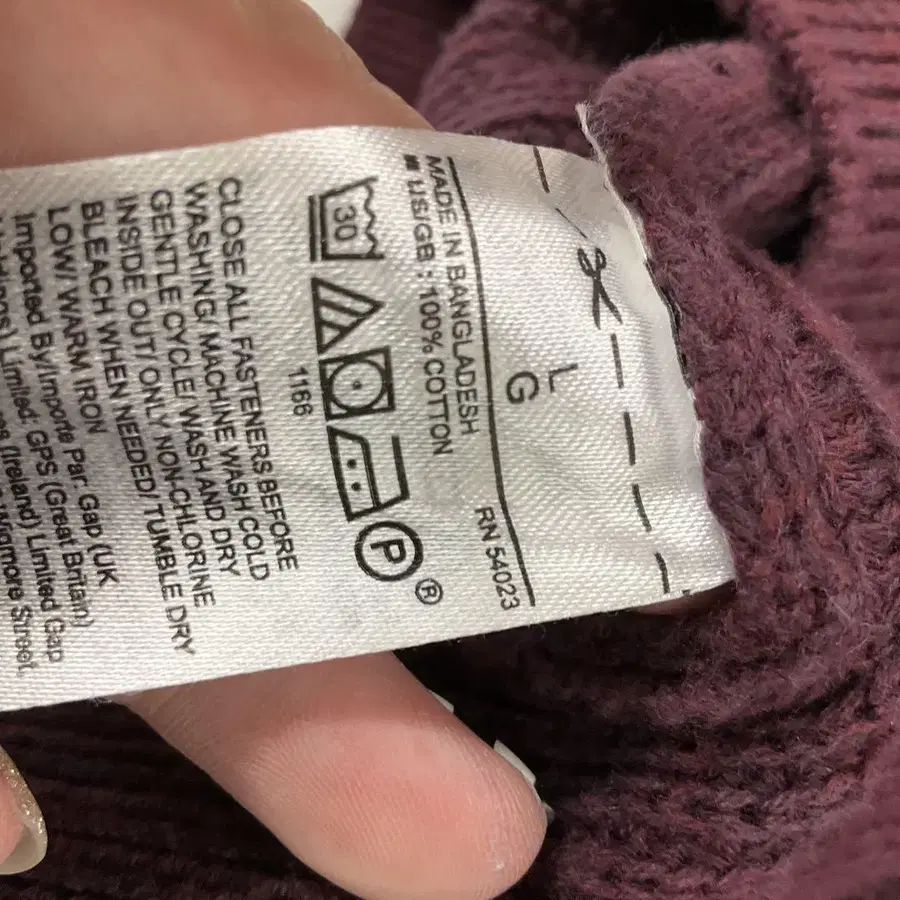 L
G
RN 54023
MADE IN BANGLADESH
■ US/GB : 100% COTTON
30
P
®
1166
CLOSE ALL FASTENERS BEFORE
WASHING/ MACHINE WASH COLD
GENTLE CYCLE/ WASH AND DRY
INSIDE OUT/ ONLY NON-CHLORINE
BLEACH WHEN NEEDED/ TUMBLE DRY
LOW/ WARM IRON
Imported By/Importe Par. Gap (UK
Limited: GPS (Great Britain)
(Ireland) Limited Gap
Street,